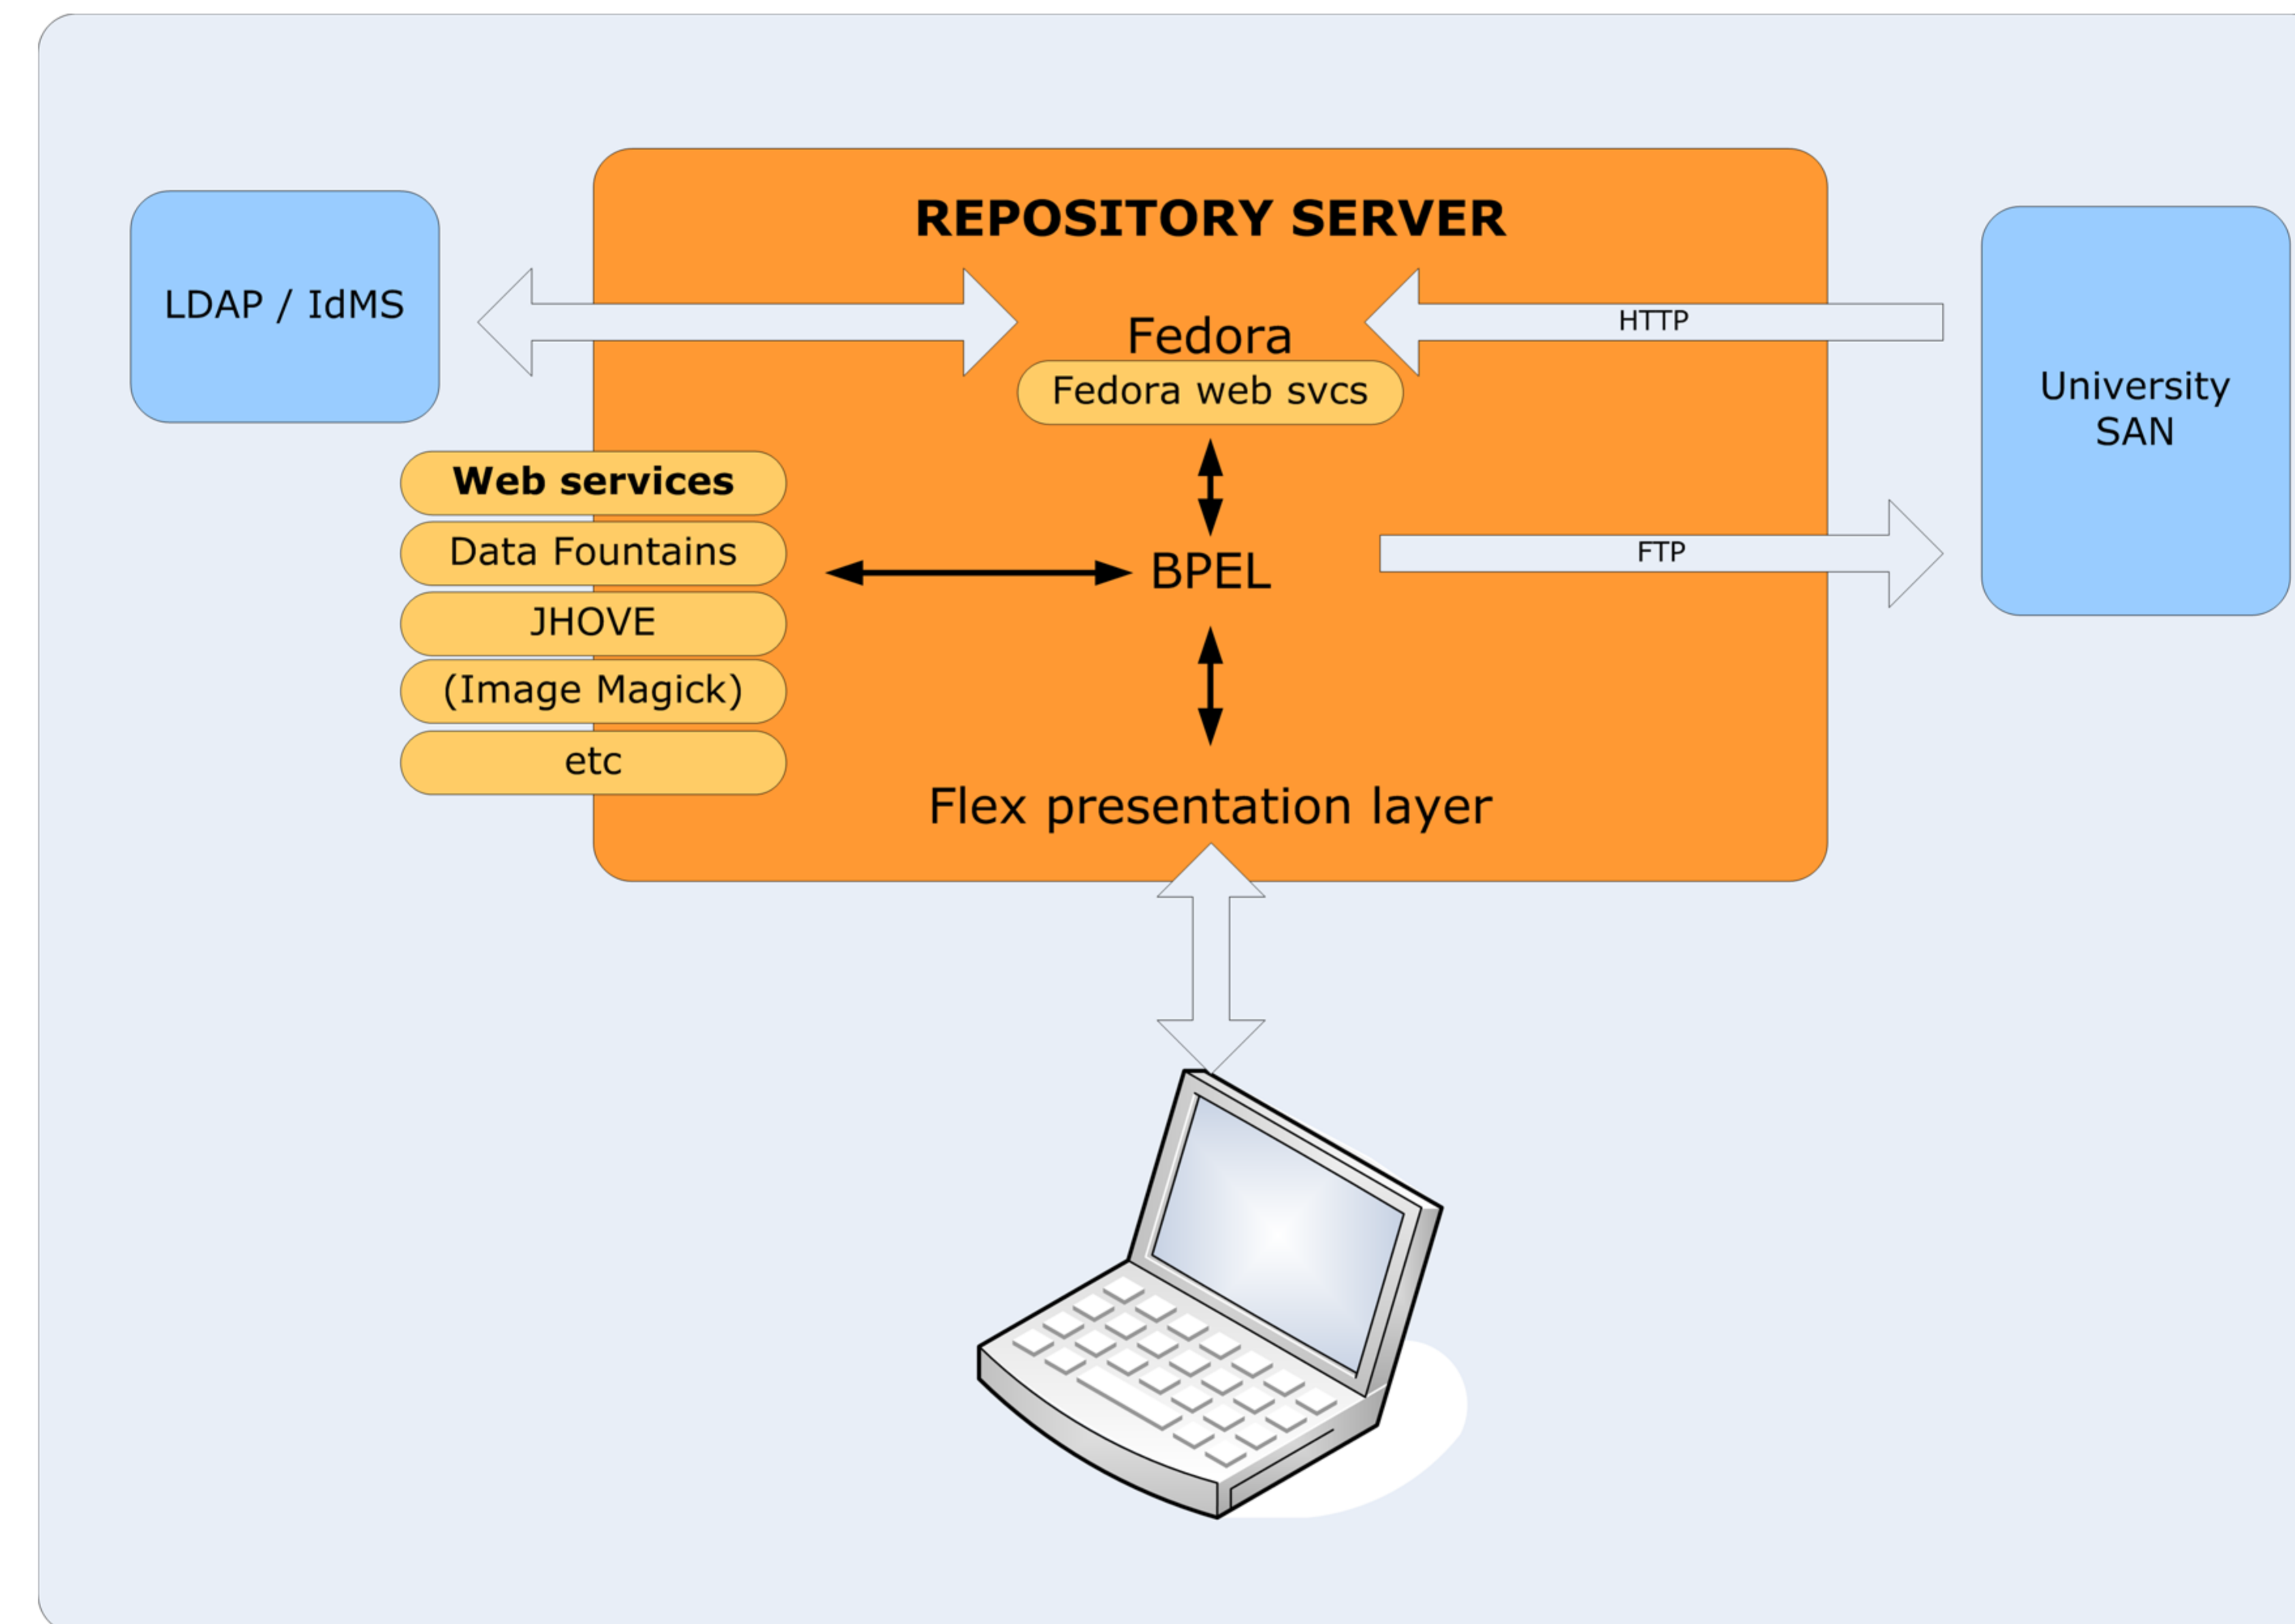 REPOSITORY SERVER
LDAP / IdMS
Fedora
HTTP
Fedora web svcs
University
SAN
Web services
Data Fountains
JHOVE
(Image Magick)
etc
BPEL
FTP
Flex presentation layer